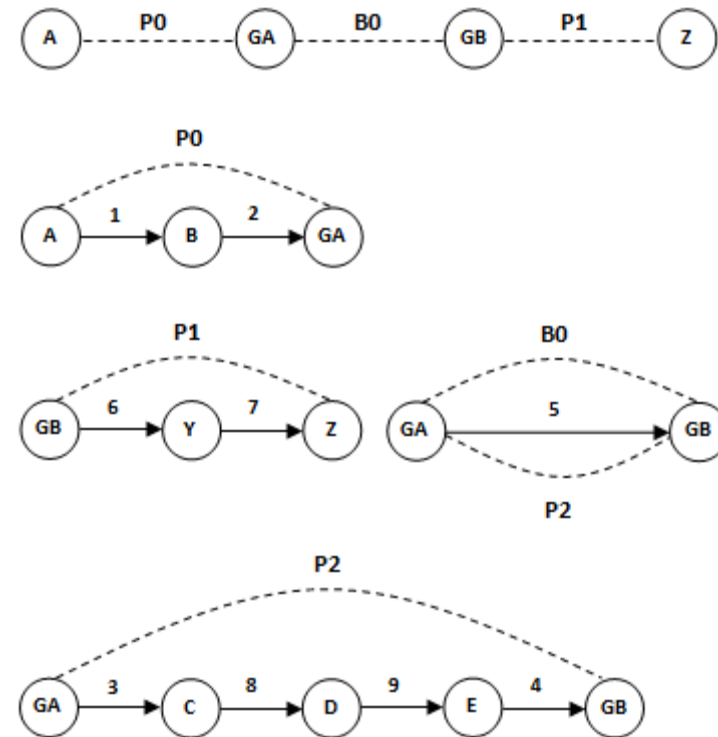 P0 B0 P1
A GA GB Z
P0
1 2
A B GA
P1 B0
6 7 5
GB Y Z GA GB
P2
P2
3 8 9 4
GA C D E GB